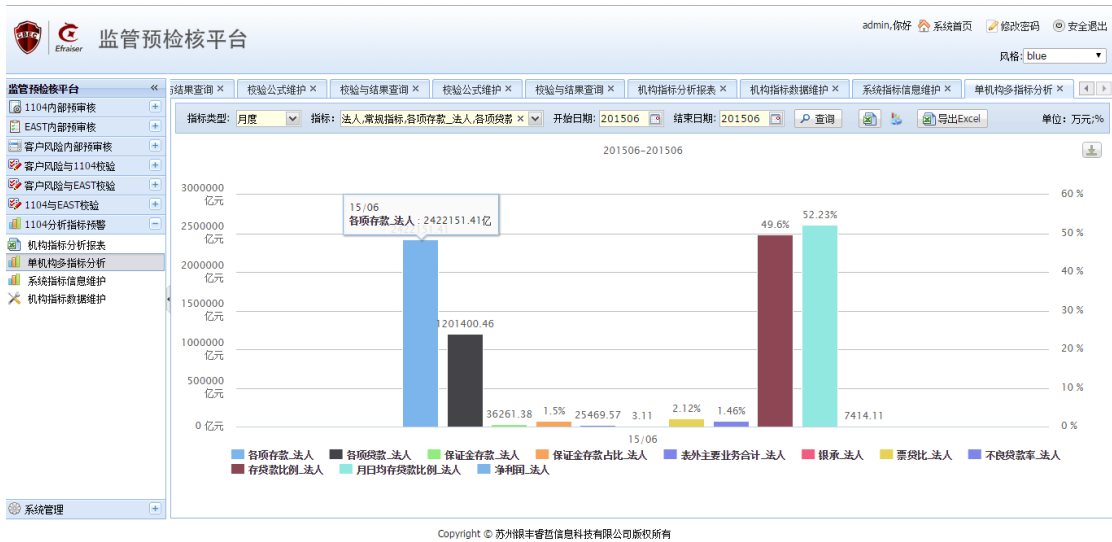 CBRC
Efraiser
监管预检核平台
admin,你好 系统首页 修改密码 安全退出
风格: blue
监管预检核平台 «
1104内部预审核
EAST内部预审核
客户风险内部预审核
客户风险与1104校验
客户风险与EAST校验
1104与EAST校验
1104分析指标预警
机构指标分析报表
单机构多指标分析
系统指标信息维护
机构指标数据维护
系统管理
与结果查询 × 校验公式维护 × 校验与结果查询 × 校验公式维护 × 校验与结果查询 × 机构指标分析报表 × 机构指标数据维护 × 系统指标信息维护 × 单机构多指标分析 ×
指标类型: 月度 指标: 法人,常规指标,各项存款_法人,各项贷款 × 开始日期: 201506 结束日期: 201506 查询 导出Excel 单位: 万元;%
201506-201506
3000000 亿元
2500000 亿元
2000000 亿元
1500000 亿元
1000000 亿元
500000 亿元
0 亿元
60 %
50 %
40 %
30 %
20 %
10 %
0 %
15/06
各项存款_法人 : 2422151.41亿
2422151.41
1201400.46
36261.38
1.5%
25469.57
3.11
2.12%
1.46%
49.6%
52.23%
7414.11
15/06
各项存款_法人 各项贷款_法人 保证金存款_法人 保证金存款占比_法人 表外主要业务合计_法人 银承_法人 票贷比_法人 不良贷款率_法人
存贷款比例_法人 月日均存贷款比例_法人 净利润_法人
Copyright © 苏州银丰睿哲信息科技有限公司版权所有